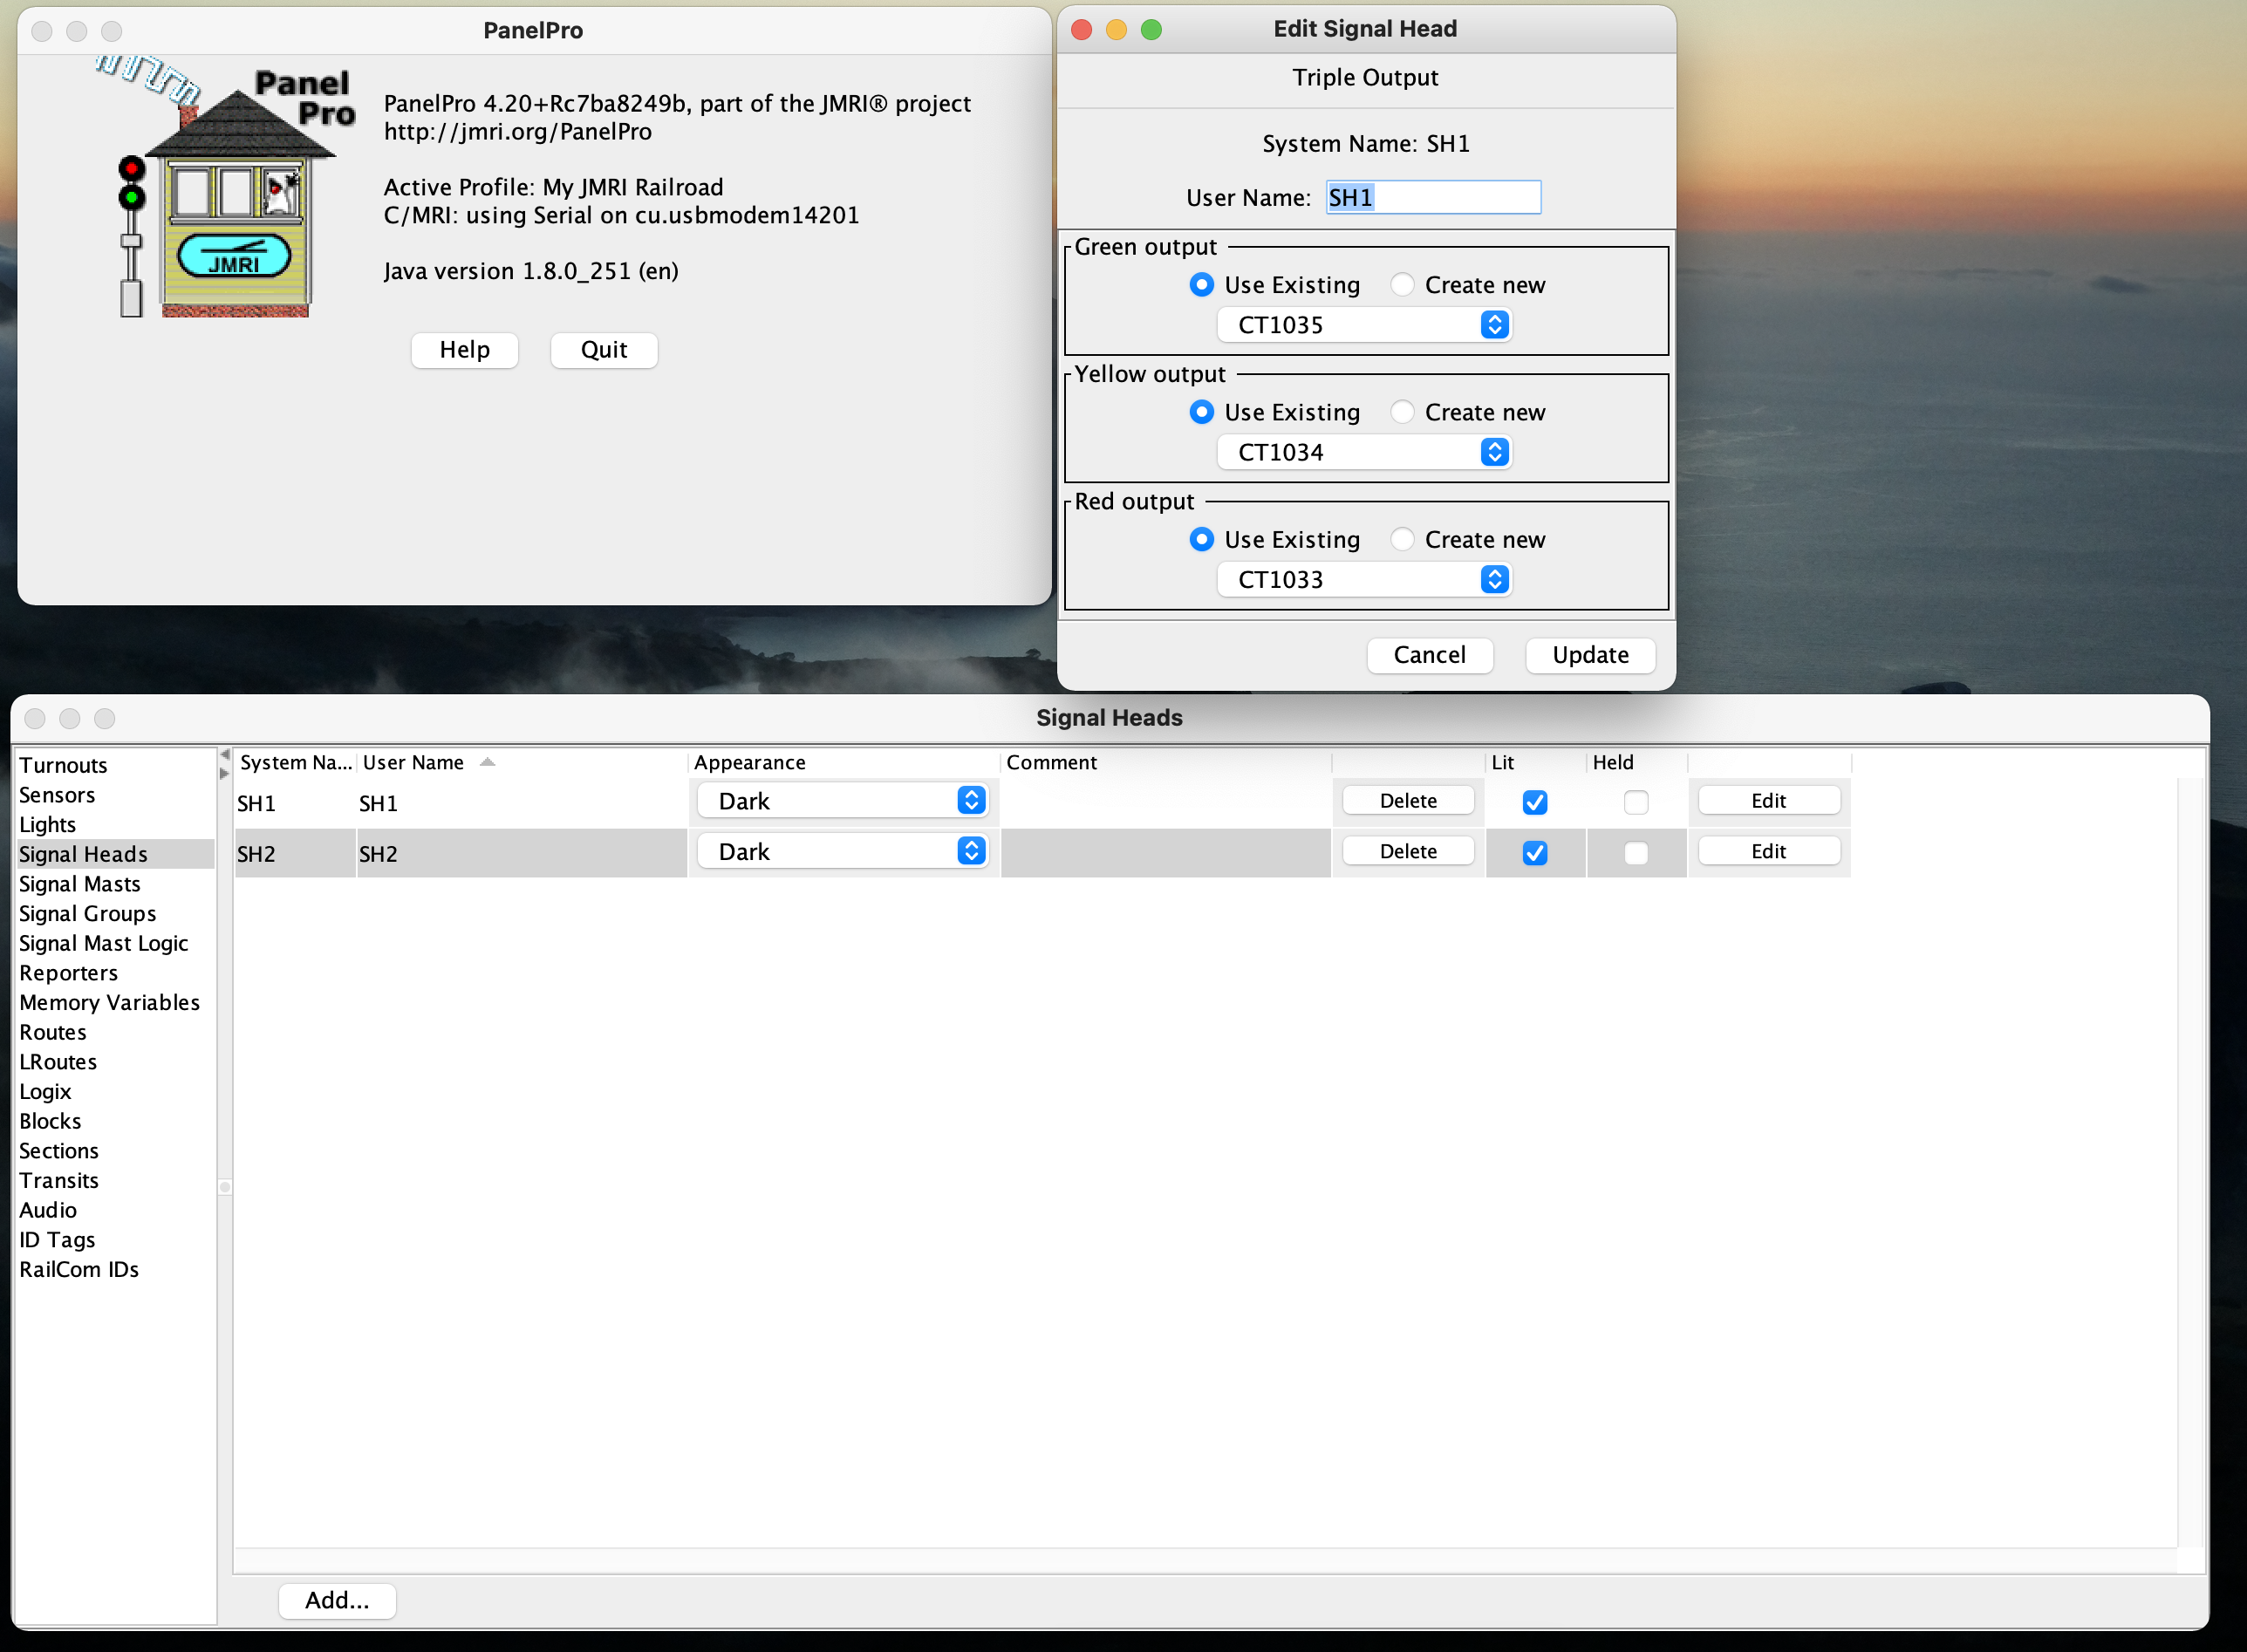 PanelPro
Panel
Pro
JMRI
PanelPro 4.20+Rc7ba8249b, part of the JMRI® project
http://jmri.org/PanelPro
Active Profile: My JMRI Railroad
C/MRI: using Serial on cu.usbmodem14201
Java version 1.8.0_251 (en)
Help Quit
Edit Signal Head
Triple Output
System Name: SH1
User Name: SH1
Green output
Use Existing Create new
CT1035
Yellow output
Use Existing Create new
CT1034
Red output
Use Existing Create new
CT1033
Cancel Update
Signal Heads
Turnouts
Sensors
Lights
Signal Heads
Signal Masts
Signal Groups
Signal Mast Logic
Reporters
Memory Variables
Routes
LRoutes
Logix
Blocks
Sections
Transits
Audio
ID Tags
RailCom IDs
System Na... User Name Appearance Comment Lit Held
SH1 SH1 Dark Delete Edit
SH2 SH2 Dark Delete Edit
Add...